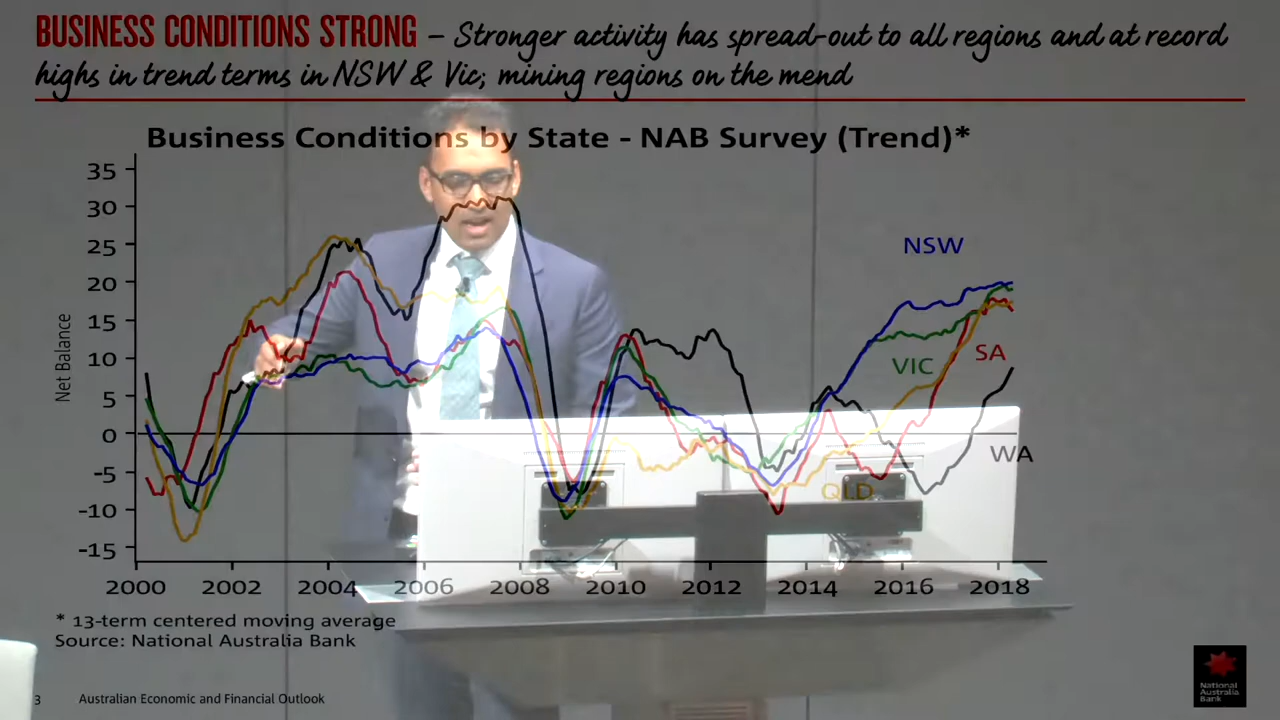 BUSINESS CONDITIONS STRONG – Stronger activity has spread-out to all regions and at record
highs in trend terms in NSW & Vic; mining regions on the mend
Business Conditions by State - NAB Survey (Trend)*
35
30
25
20
15
10
5
0
-5
-10
-15
Net Balance
NSW
VIC
SA
WA
QLD
2000 2002 2004 2006 2008 2010 2012 2014 2016 2018
* 13-term centered moving average
Source: National Australia Bank
3 Australian Economic and Financial Outlook
National
Australia
Bank